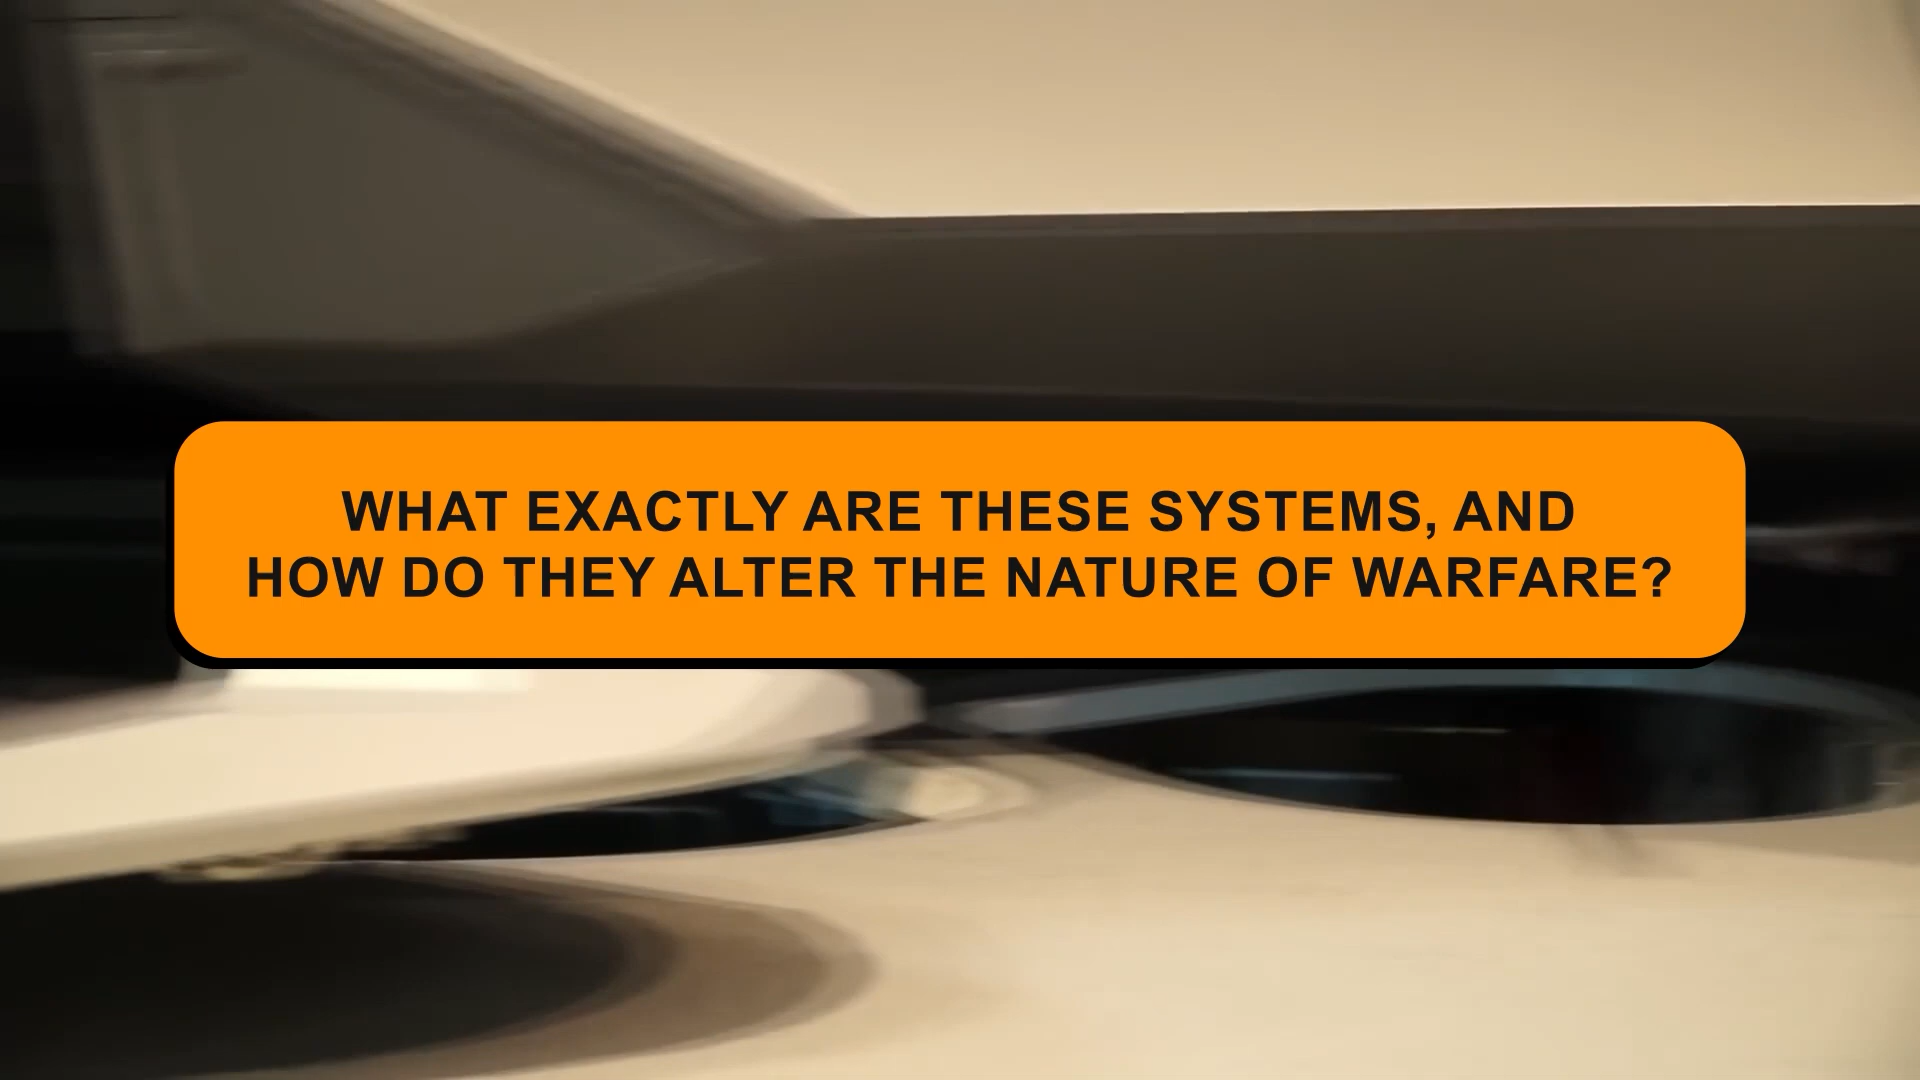 WHAT EXACTLY ARE THESE SYSTEMS, AND
HOW DO THEY ALTER THE NATURE OF WARFARE?